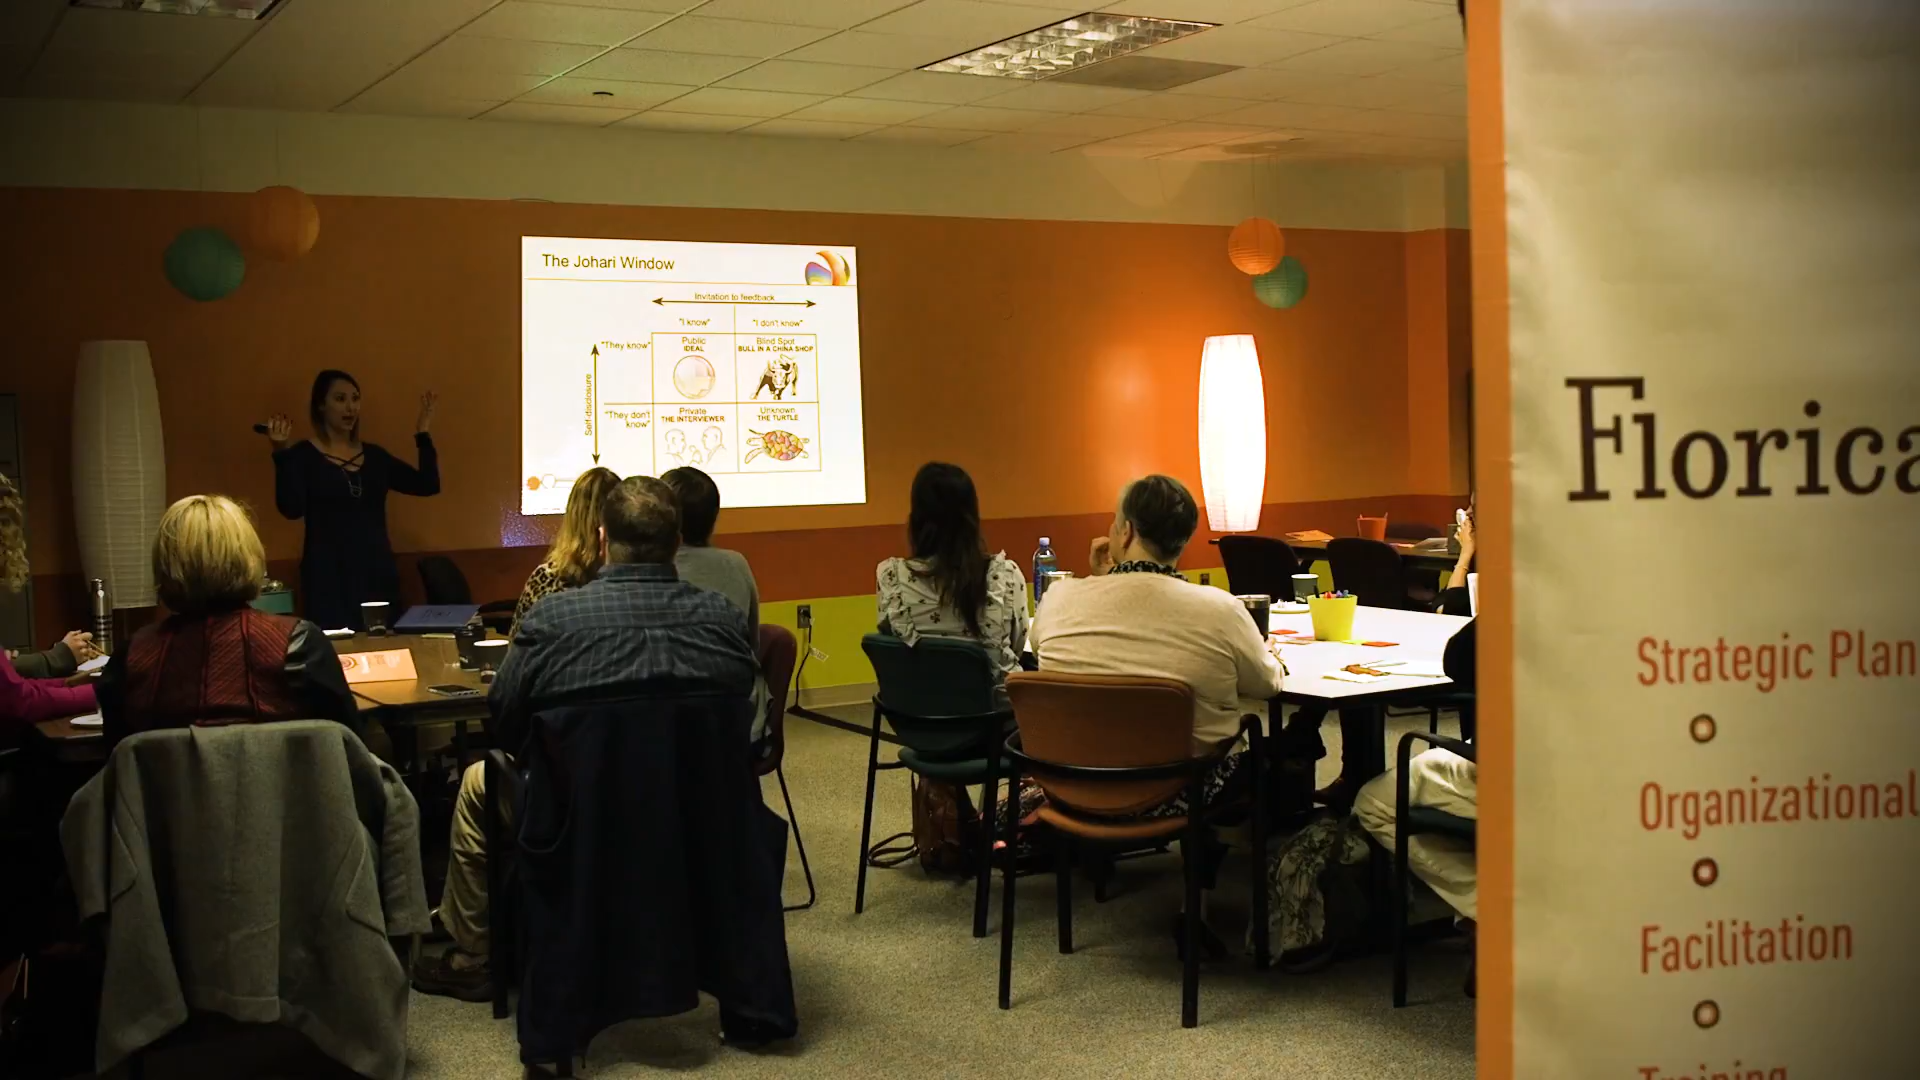 The Johari Window
Invitation to feedback
"I know"
"I don't know"
Self-disclosure
"They know"
Public
IDEAL
Blind Spot
BULL IN A CHINA SHOP
"They don't
know"
Private
THE INTERVIEWER
Unknown
THE TURTLE
Florica
Strategic Plan
Organizational
Facilitation
Training